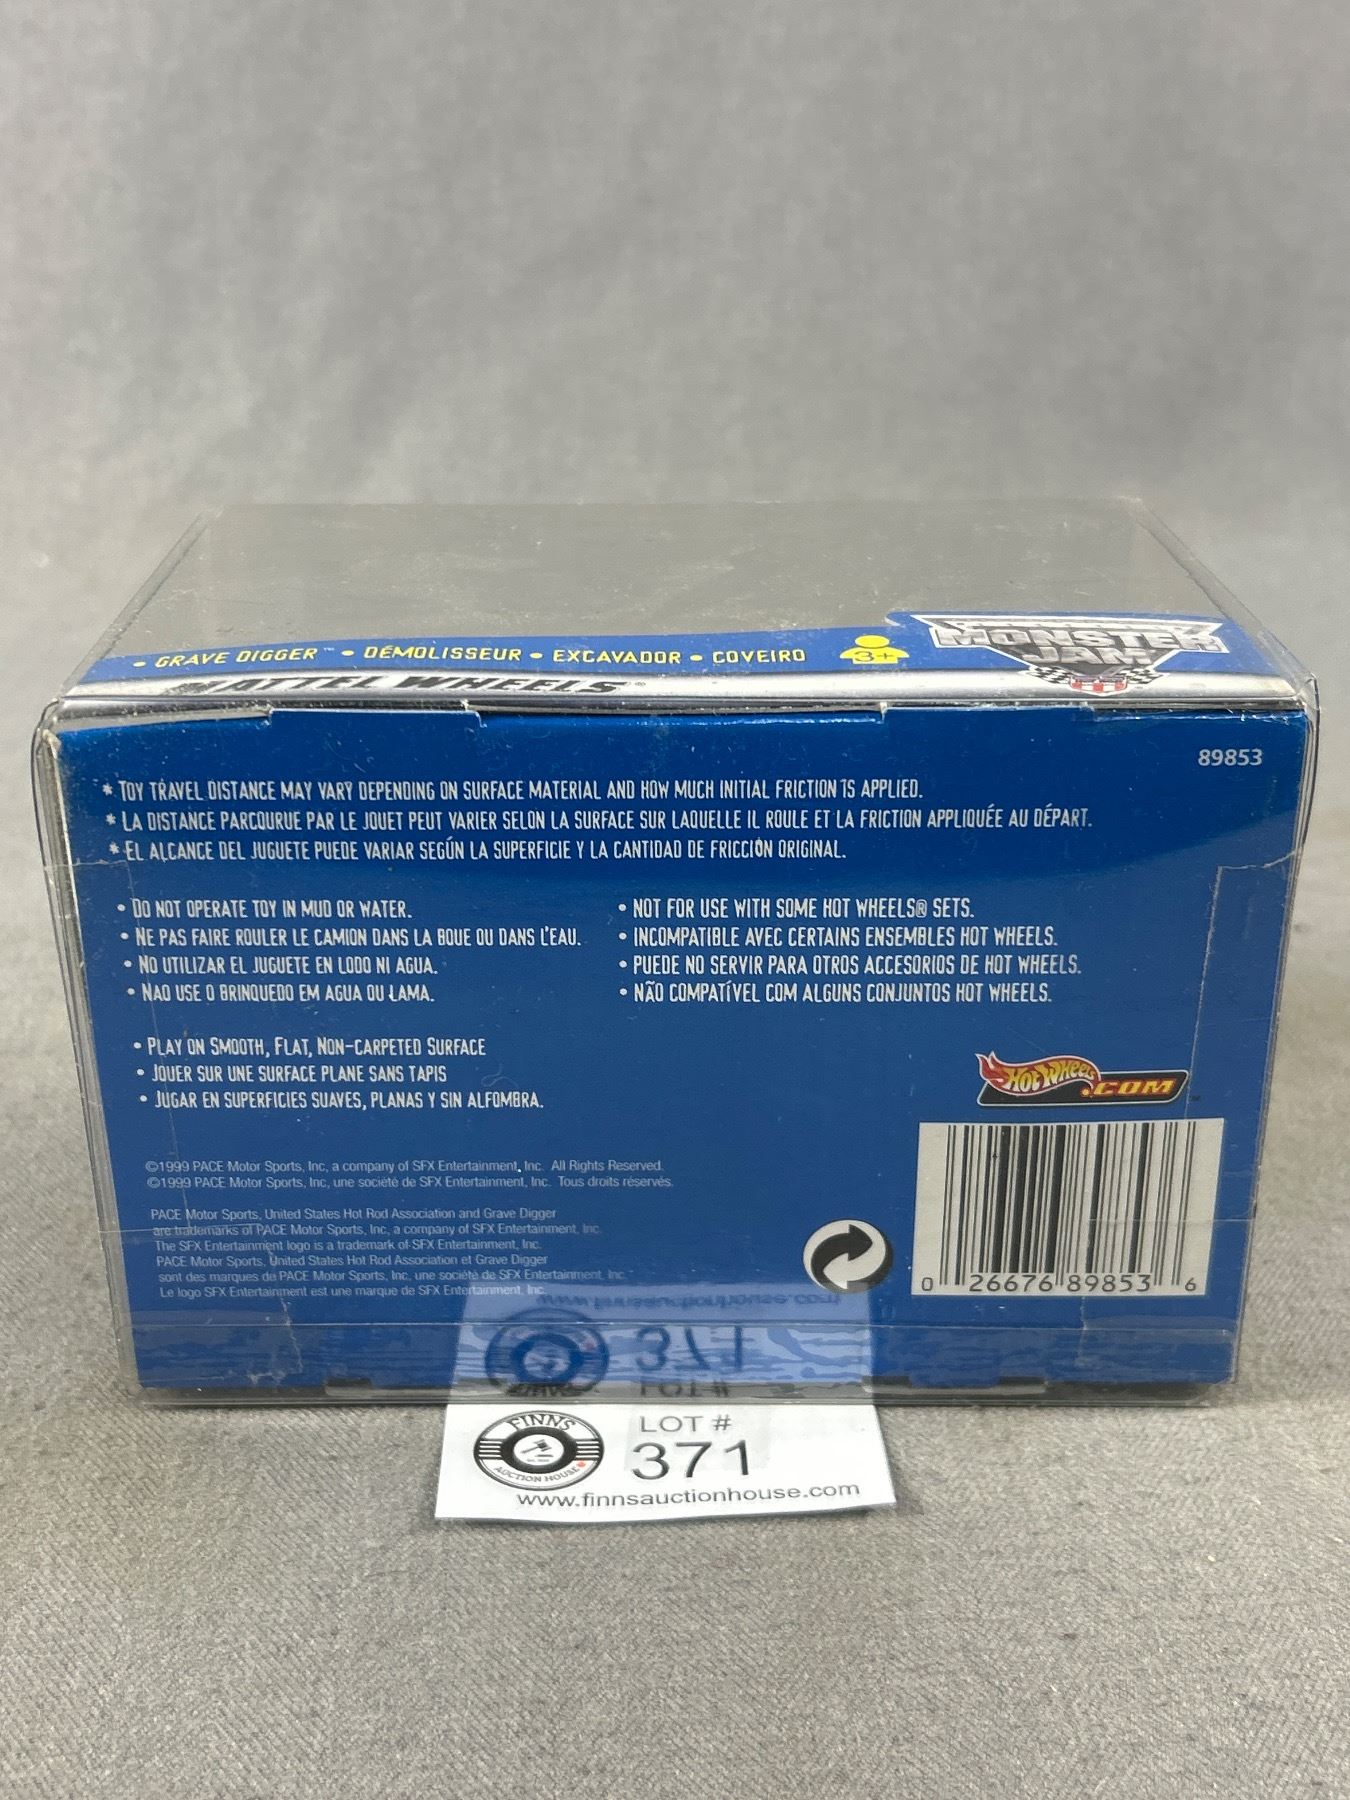 • GRAVE DIGGER™ • DÉMOLISSEUR • EXCAVADOR • COVEIRO
3+
MONSTER
JAM
MATTEL WHEELS
89853
* TOY TRAVEL DISTANCE MAY VARY DEPENDING ON SURFACE MATERIAL AND HOW MUCH INITIAL FRICTION IS APPLIED.
* LA DISTANCE PARCOURUE PAR LE JOUET PEUT VARIER SELON LA SURFACE SUR LAQUELLE IL ROULE ET LA FRICTION APPLIQUÉE AU DÉPART.
* EL ALCANCE DEL JUGUETE PUEDE VARIAR SEGÚN LA SUPERFICIE Y LA CANTIDAD DE FRICCIÓN ORIGINAL.
• DO NOT OPERATE TOY IN MUD OR WATER.
• NE PAS FAIRE ROULER LE CAMION DANS LA BOUE OU DANS L'EAU.
• NO UTILIZAR EL JUGUETE EN LODO NI AGUA.
• NAO USE O BRINQUEDO EM AGUA OU LAMA.
• NOT FOR USE WITH SOME HOT WHEELS® SETS.
• INCOMPATIBLE AVEC CERTAINS ENSEMBLES HOT WHEELS.
• PUEDE NO SERVIR PARA OTROS ACCESORIOS DE HOT WHEELS.
• NÃO COMPATÍVEL COM ALGUNS CONJUNTOS HOT WHEELS.
• PLAY ON SMOOTH, FLAT, NON-CARPETED SURFACE
• JOUER SUR UNE SURFACE PLANE SANS TAPIS
• JUGAR EN SUPERFICIES SUAVES, PLANAS Y SIN ALFOMBRA.
Hot Wheels.COM™
©1999 PACE Motor Sports, Inc, a company of SFX Entertainment, Inc. All Rights Reserved.
©1999 PACE Motor Sports, Inc, une société de SFX Entertainment, Inc. Tous droits réservés.
PACE Motor Sports, United States Hot Rod Association and Grave Digger
are trademarks of PACE Motor Sports, Inc, a company of SFX Entertainment, Inc.
The SFX Entertainment logo is a trademark of SFX Entertainment, Inc.
PACE Motor Sports, United States Hot Rod Association et Grave Digger
sont des marques de PACE Motor Sports, Inc, une société de SFX Entertainment, Inc.
Le logo SFX Entertainment est une marque de SFX Entertainment, Inc.
0 26676 89853 6
FINNS
AUCTION HOUSE
LOT #
371
www.finnsauctionhouse.com